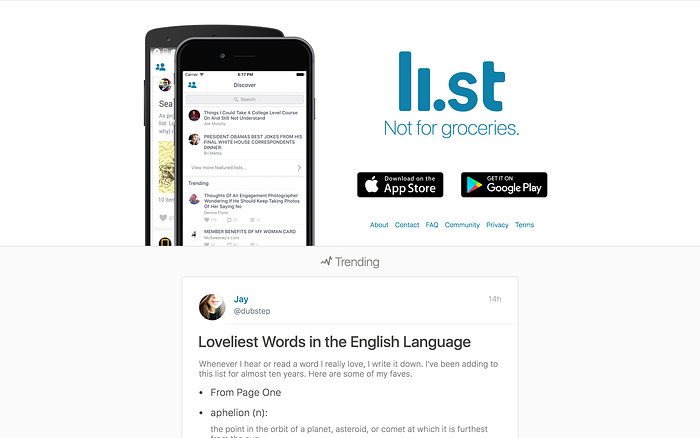 Sea
As pro
list. Le
why) i
10 item
Carrier
6:17 PM
Discover
Search
Things I Could Take A College Level Course
On And Still Not Understand
Joe Murphy
PRESIDENT OBAMAS BEST JOKES FROM HIS
FINAL WHITE HOUSE CORRESPONDENTS
DINNER.
View more featured lists...
Trending
Thoughts Of An Engagement Photographer
Wondering If He Should Keep Taking Photos
Of Her Saying No
MEMBER BENEFITS OF MY WOMAN CARD
McSweeney's Lists
li.st
Not for groceries.
Download on the
App Store
GET IT ON
Google Play
About Contact FAQ Community Privacy Terms
Trending
Jay
14h
@dubstep
Loveliest Words in the English Language
Whenever I hear or read a word I really love, I write it down. I've been adding to
this list for almost ten years. Here are some of my faves.
• From Page One
• aphelion (n):
the point in the orbit of a planet, asteroid, or comet at which it is furthest
from the sun